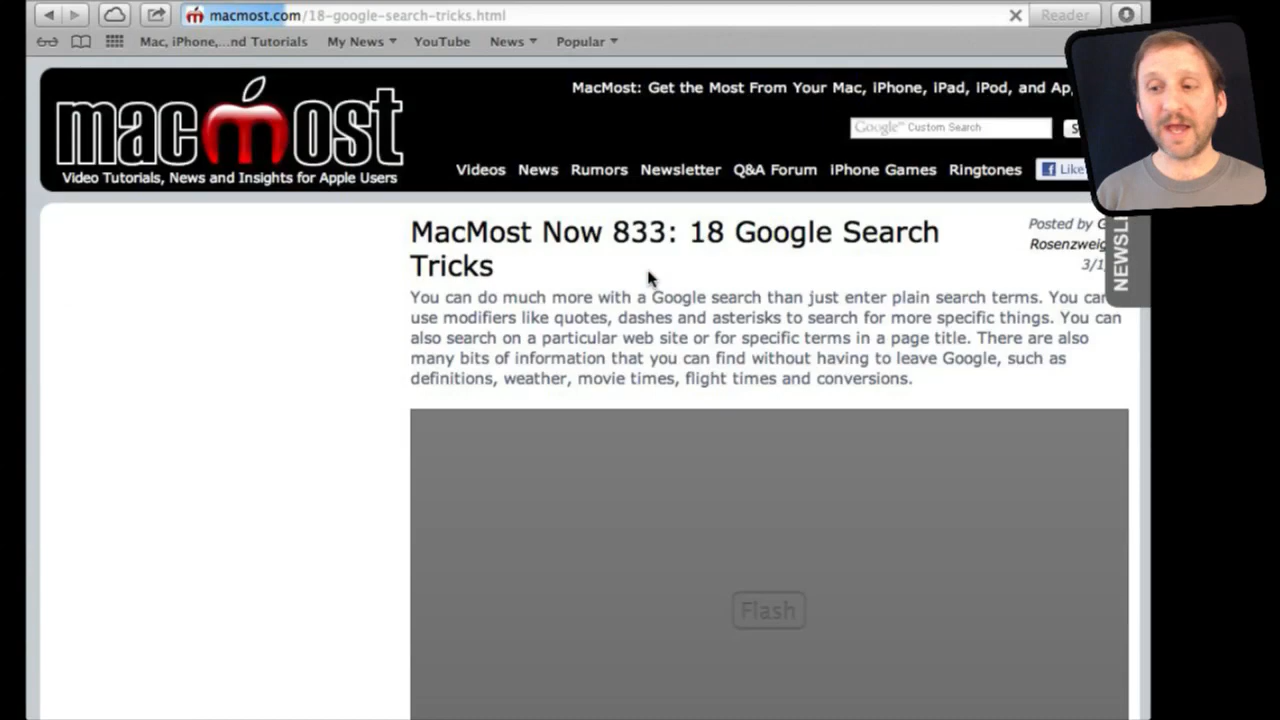 macmost.com/18-google-search-tricks.html
Reader
Mac, iPhone,...nd Tutorials My News YouTube News Popular
macmost
Video Tutorials, News and Insights for Apple Users
MacMost: Get the Most From Your Mac, iPhone, iPad, iPod, and
Google™ Custom Search
Videos News Rumors Newsletter Q&A Forum iPhone Games Ringtones Like
MacMost Now 833: 18 Google Search
Tricks
Posted by
Rosenzweig
You can do much more with a Google search than just enter plain search terms. You can
use modifiers like quotes, dashes and asterisks to search for more specific things. You can
also search on a particular web site or for specific terms in a page title. There are also
many bits of information that you can find without having to leave Google, such as
definitions, weather, movie times, flight times and conversions.
Flash